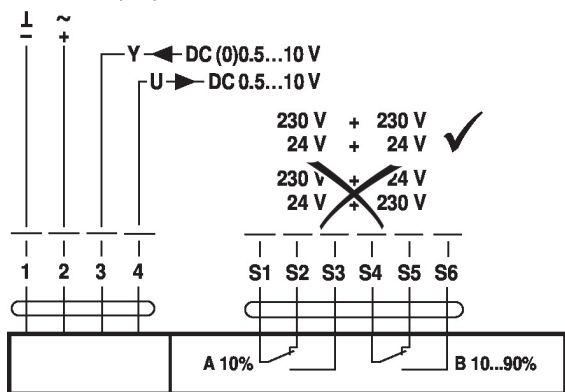 ⊥ ~
– +
Y DC (0)0.5...10 V
U DC 0.5...10 V
230 V + 230 V
24 V + 24 V
230 V + 24 V
24 V + 230 V
1 2 3 4 S1 S2 S3 S4 S5 S6
A 10% B 10...90%